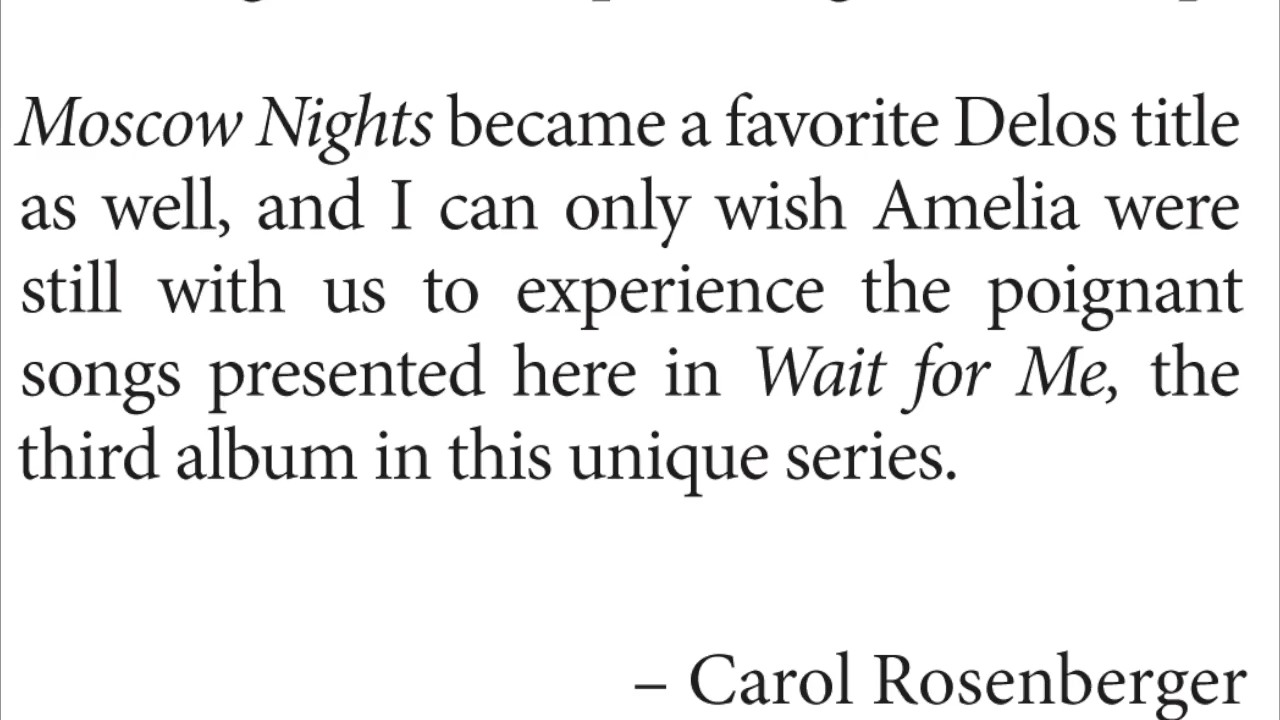 Moscow Nights became a favorite Delos title
as well, and I can only wish Amelia were
still with us to experience the poignant
songs presented here in Wait for Me, the
third album in this unique series.
– Carol Rosenberger